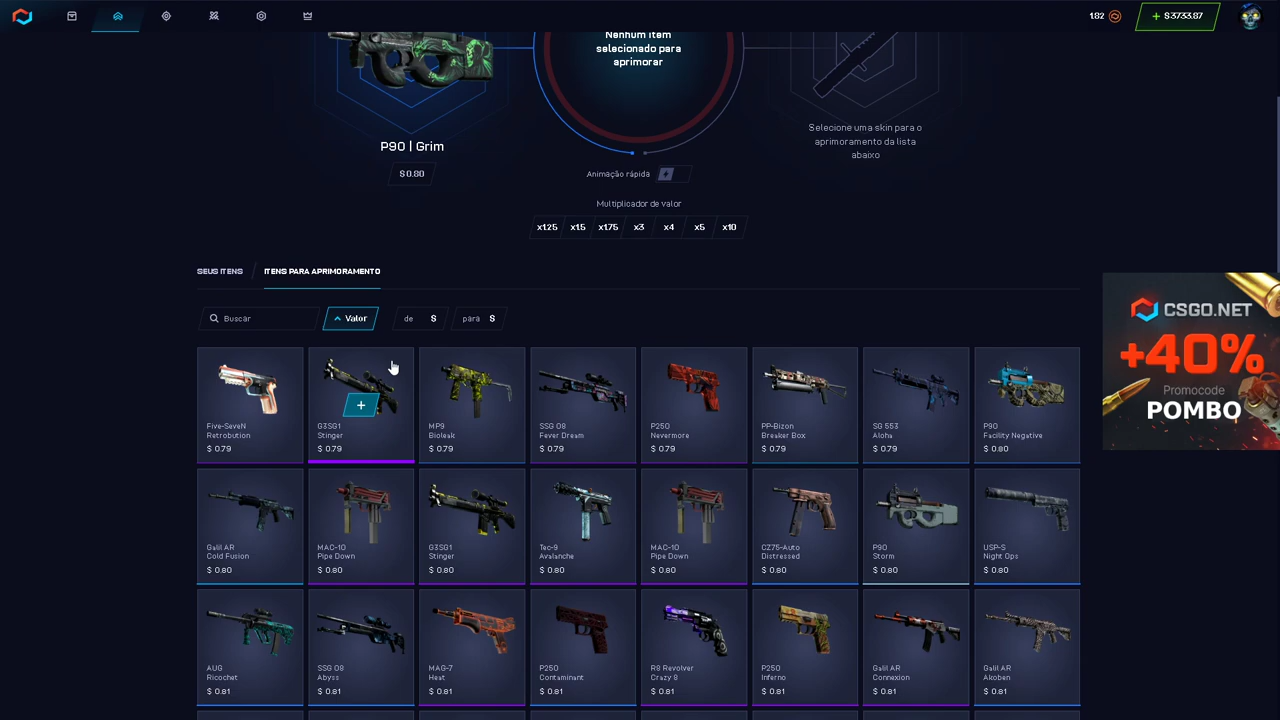 1.82
+ $ 3733.87
Nenhum item
selecionado para
aprimorar
P90 | Grim
$ 0.80
Selecione uma skin para o
aprimoramento da lista
abaixo
Animação rápida
Multiplicador de valor
x1.25 x1.5 x1.75 x3 x4 x5 x10
SEUS ITENS
ITENS PARA APRIMORAMENTO
Buscar
Valor
de $
para $
Five-SeveN
Retrobution
$ 0.79
G3SG1
Stinger
$ 0.79
MP9
Bioleak
$ 0.79
SSG 08
Fever Dream
$ 0.79
P250
Nevermore
$ 0.79
PP-Bizon
Breaker Box
$ 0.79
SG 553
Aloha
$ 0.79
P90
Facility Negative
$ 0.80
Galil AR
Cold Fusion
$ 0.80
MAC-10
Pipe Down
$ 0.80
G3SG1
Stinger
$ 0.80
Tec-9
Avalanche
$ 0.80
MAC-10
Pipe Down
$ 0.80
CZ75-Auto
Distressed
$ 0.80
P90
Storm
$ 0.80
USP-S
Night Ops
$ 0.80
AUG
Ricochet
$ 0.81
SSG 08
Abyss
$ 0.81
MAG-7
Heat
$ 0.81
P250
Contaminant
$ 0.81
R8 Revolver
Crazy 8
$ 0.81
P250
Inferno
$ 0.81
Galil AR
Connexion
$ 0.81
Galil AR
Akoben
$ 0.81
CSGO.NET
+40%
Promocode
POMBO